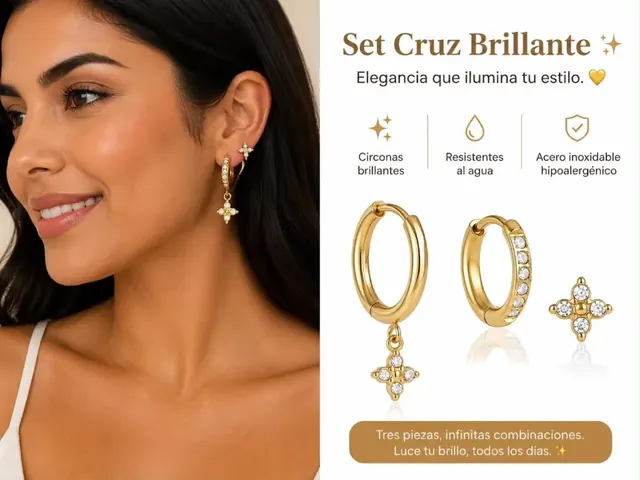 Set Cruz Brillante ✨
Elegancia que ilumina tu estilo. 💛
Circonas
brillantes
Resistentes
al agua
Acero inoxidable
hipoalergénico
Tres piezas, infinitas combinaciones.
Luce tu brillo, todos los días. ✨